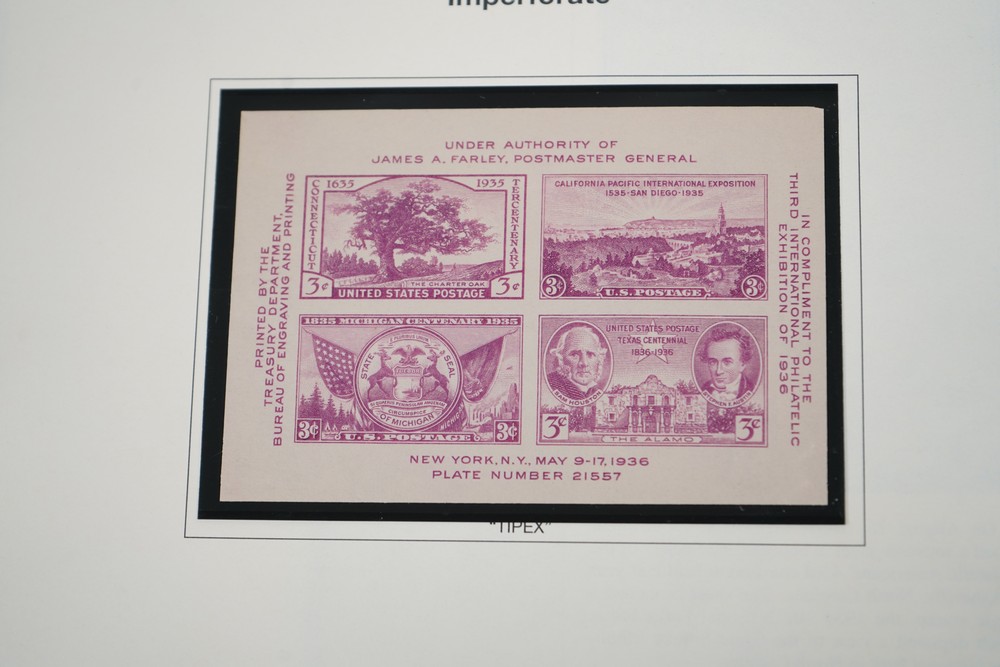 Imperforate
UNDER AUTHORITY OF
JAMES A. FARLEY, POSTMASTER GENERAL
PRINTED BY THE
TREASURY DEPARTMENT,
BUREAU OF ENGRAVING AND PRINTING
1635 1935
CONNECTICUT
TERCENTENARY
THE CHARTER OAK
3¢ 3¢
UNITED STATES POSTAGE
CALIFORNIA PACIFIC INTERNATIONAL EXPOSITION
1535-SAN DIEGO-1935
3¢ U.S. POSTAGE 3¢
1835 MICHIGAN CENTENARY 1935
STATE SEAL
CIRCUMSPICE
OF MICHIGAN
3¢ U.S. POSTAGE 3¢
UNITED STATES POSTAGE
TEXAS CENTENNIAL
1836-1936
SAM HOUSTON
STEPHEN F. AUSTIN
3¢ 3¢
THE ALAMO
IN COMPLIMENT TO THE
THIRD INTERNATIONAL PHILATELIC
EXHIBITION OF 1936
NEW YORK, N.Y., MAY 9-17, 1936
PLATE NUMBER 21557
"TIPEX"